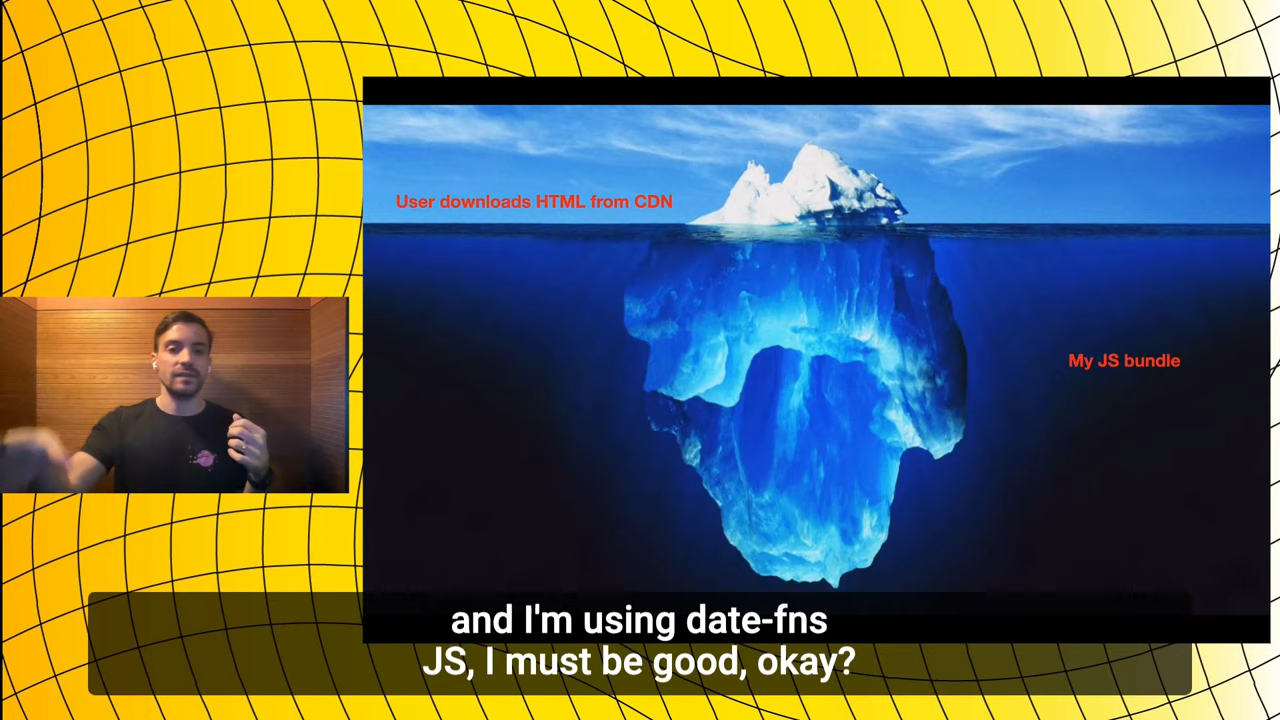 User downloads HTML from CDN
My JS bundle
and I'm using date-fns
JS, I must be good, okay?